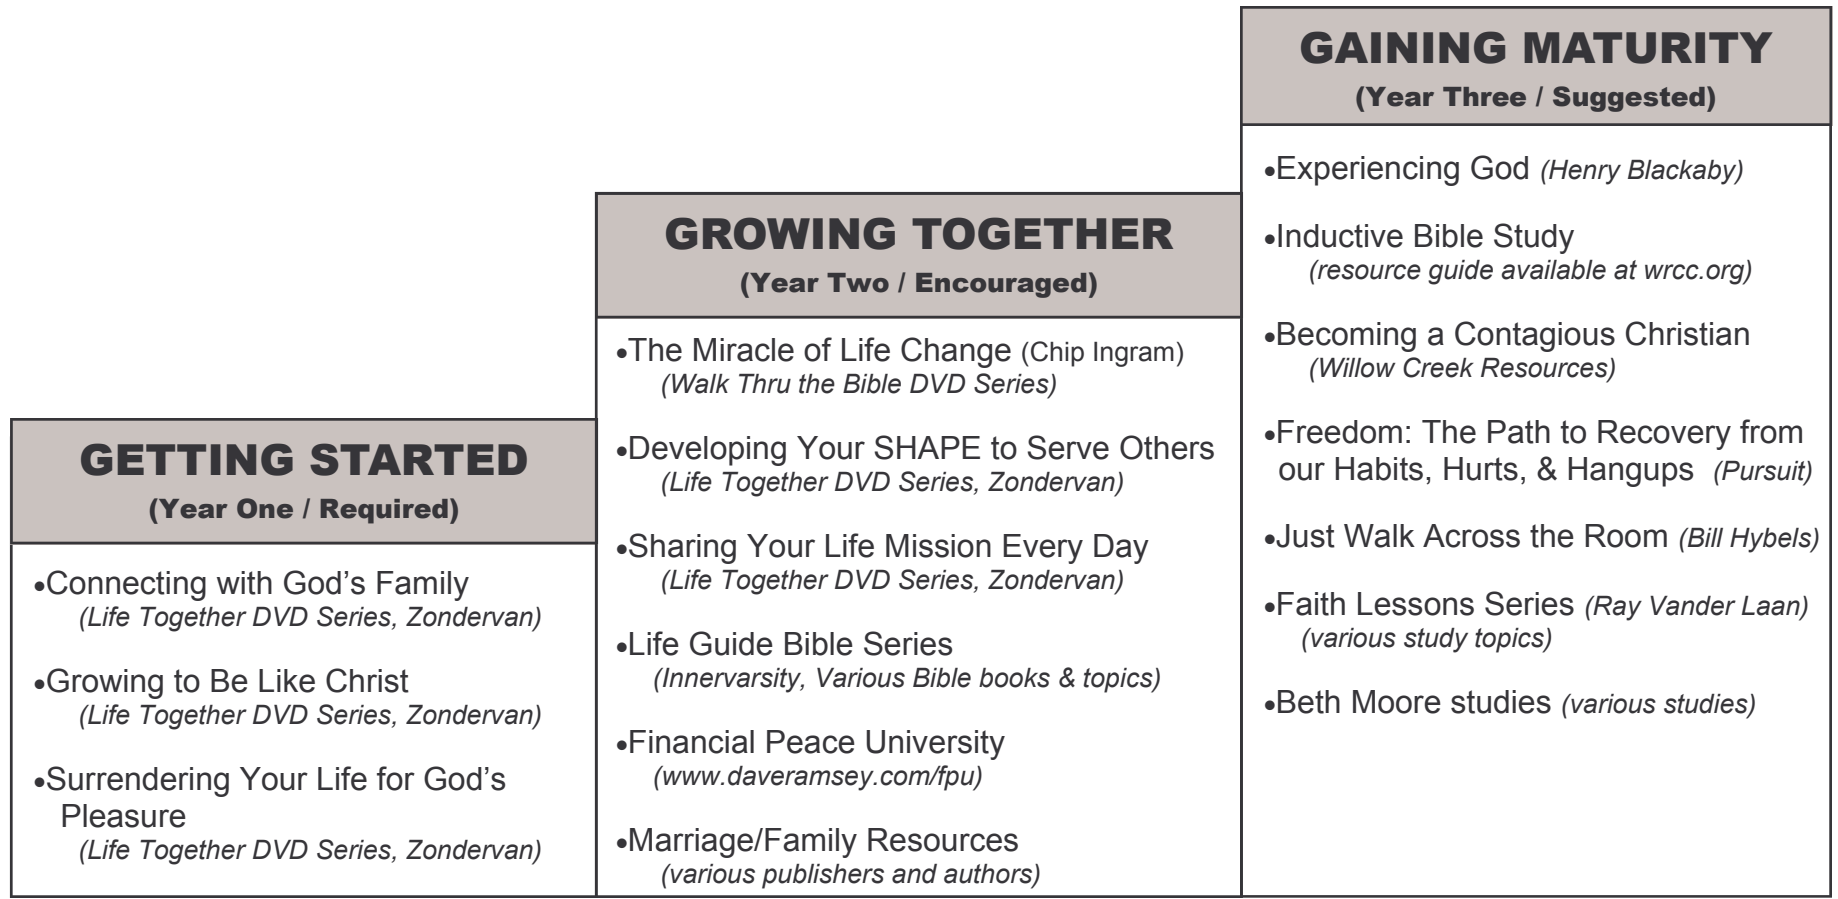 GETTING STARTED
(Year One / Required)
•Connecting with God’s Family
(Life Together DVD Series, Zondervan)
•Growing to Be Like Christ
(Life Together DVD Series, Zondervan)
•Surrendering Your Life for God’s
Pleasure
(Life Together DVD Series, Zondervan)
GROWING TOGETHER
(Year Two / Encouraged)
•The Miracle of Life Change (Chip Ingram)
(Walk Thru the Bible DVD Series)
•Developing Your SHAPE to Serve Others
(Life Together DVD Series, Zondervan)
•Sharing Your Life Mission Every Day
(Life Together DVD Series, Zondervan)
•Life Guide Bible Series
(Innervarsity, Various Bible books & topics)
•Financial Peace University
(www.daveramsey.com/fpu)
•Marriage/Family Resources
(various publishers and authors)
GAINING MATURITY
(Year Three / Suggested)
•Experiencing God (Henry Blackaby)
•Inductive Bible Study
(resource guide available at wrcc.org)
•Becoming a Contagious Christian
(Willow Creek Resources)
•Freedom: The Path to Recovery from
our Habits, Hurts, & Hangups (Pursuit)
•Just Walk Across the Room (Bill Hybels)
•Faith Lessons Series (Ray Vander Laan)
(various study topics)
•Beth Moore studies (various studies)